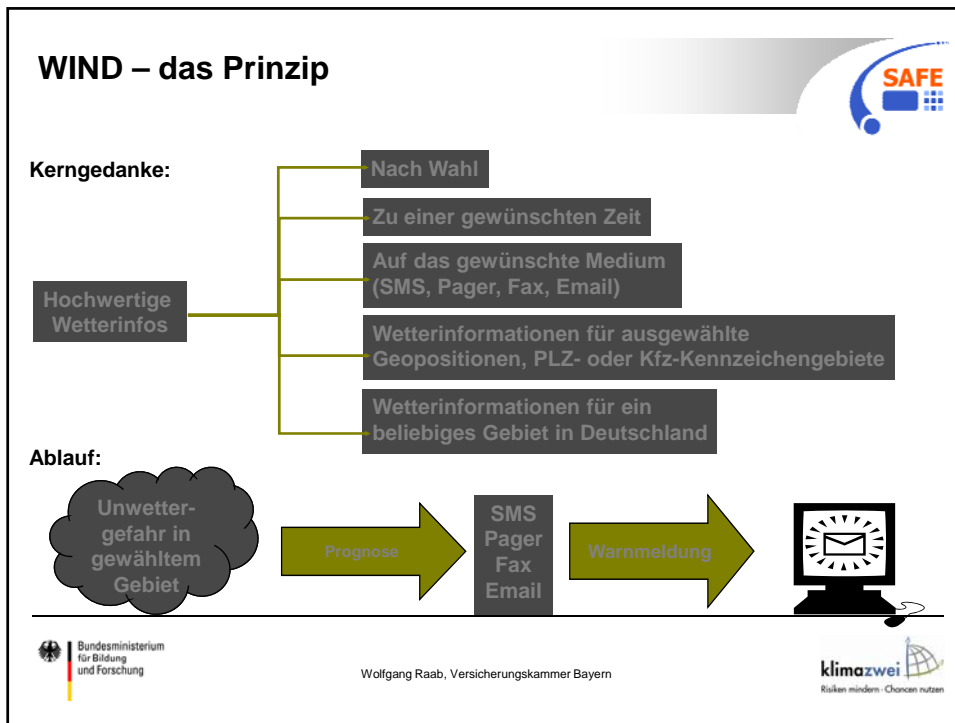 WIND – das Prinzip
SAFE
Kerngedanke:
Nach Wahl
Zu einer gewünschten Zeit
Auf das gewünschte Medium
(SMS, Pager, Fax, Email)
Hochwertige
Wetterinfos
Wetterinformationen für ausgewählte
Geopositionen, PLZ- oder Kfz-Kennzeichengebiete
Wetterinformationen für ein
beliebiges Gebiet in Deutschland
Ablauf:
Unwetter-
gefahr in
gewähltem
Gebiet
Prognose
SMS
Pager
Fax
Email
Warnmeldung
Bundesministerium
für Bildung
und Forschung
Wolfgang Raab, Versicherungskammer Bayern
klimazwei
Risiken mindern · Chancen nutzen